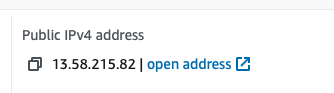 Public IPv4 address
13.58.215.82 | open address